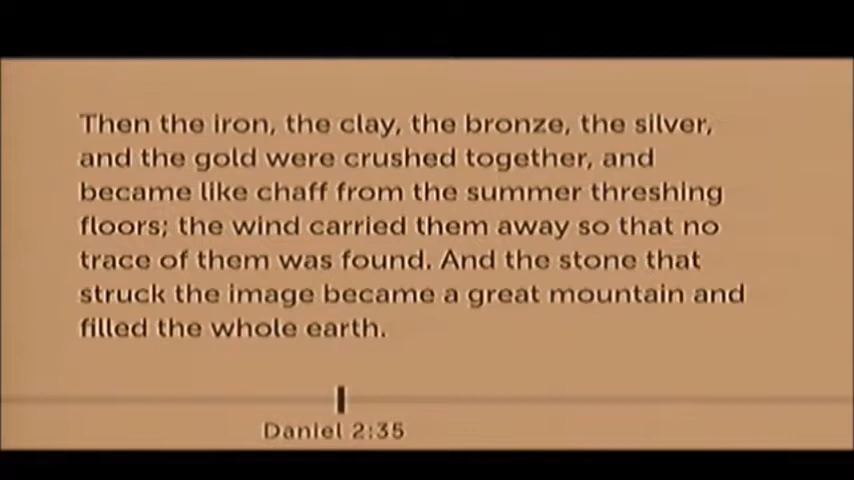 Then the iron, the clay, the bronze, the silver,
and the gold were crushed together, and
became like chaff from the summer threshing
floors; the wind carried them away so that no
trace of them was found. And the stone that
struck the image became a great mountain and
filled the whole earth.
Daniel 2:35